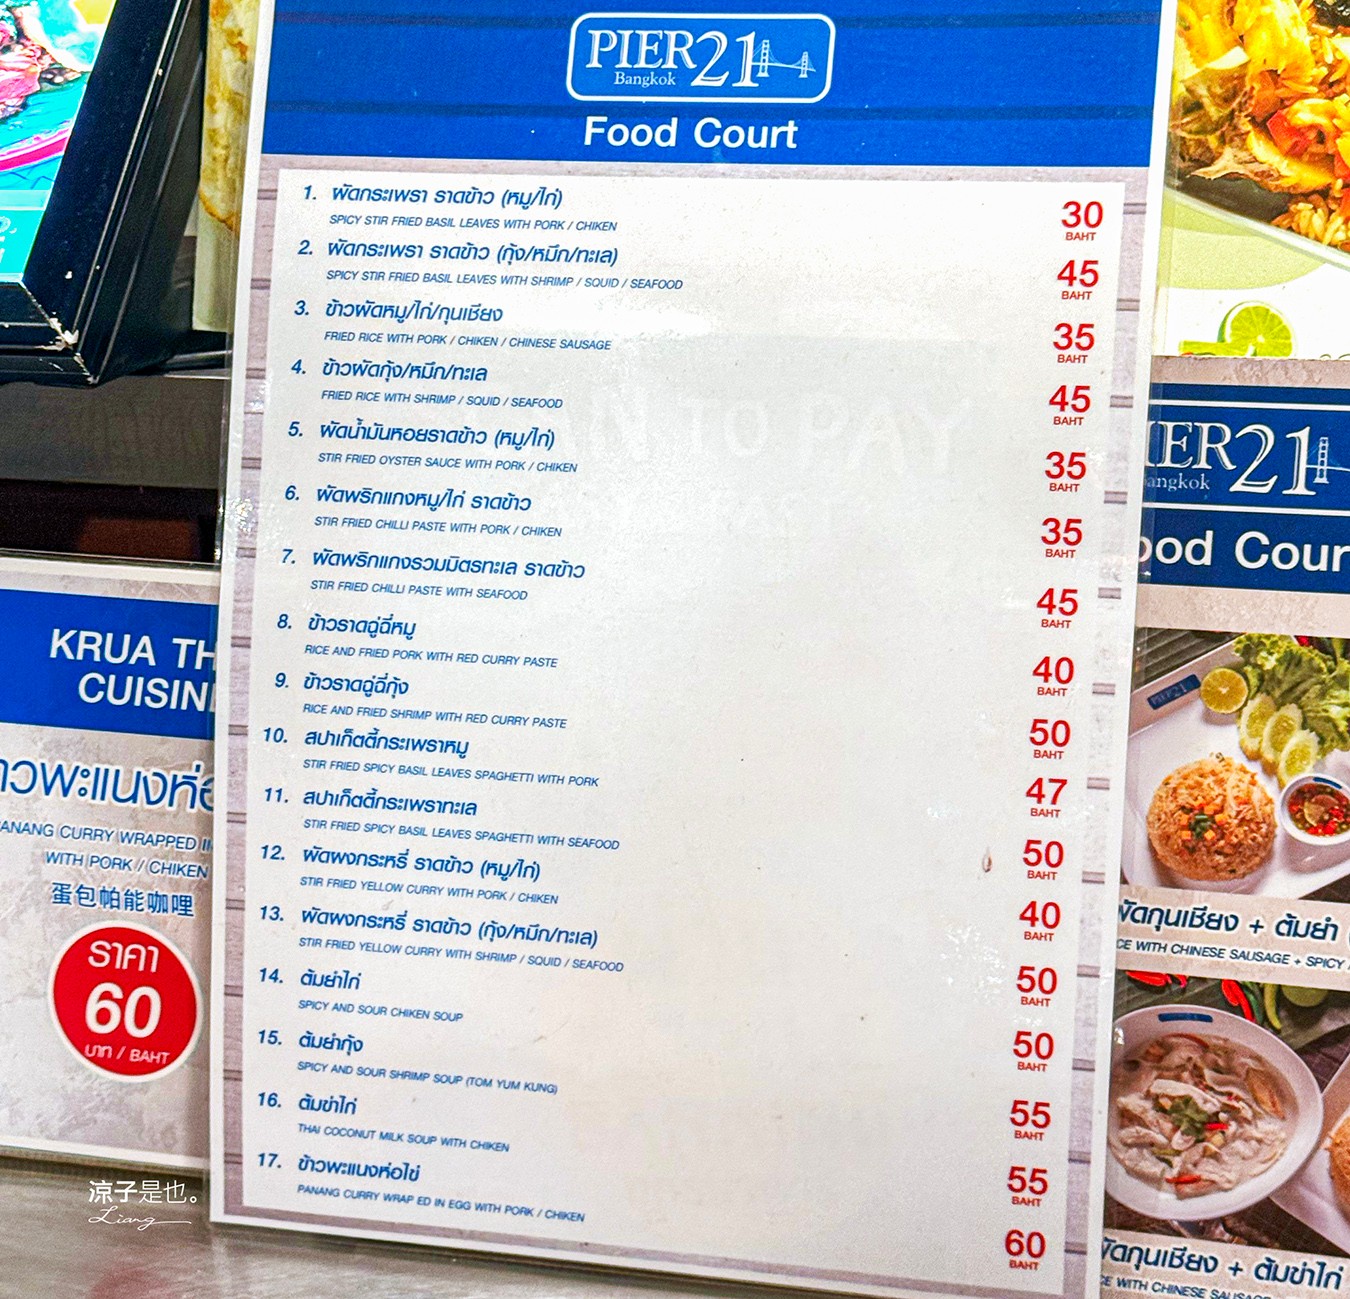 PIER21
Bangkok
Food Court
1. ผัดกระเพรา ราดข้าว (หมู/ไก่)
SPICY STIR FRIED BASIL LEAVES WITH PORK / CHIKEN
30
BAHT
2. ผัดกระเพรา ราดข้าว (กุ้ง/หมึก/ทะเล)
SPICY STIR FRIED BASIL LEAVES WITH SHRIMP / SQUID / SEAFOOD
45
BAHT
3. ข้าวผัดหมู/ไก่/กุนเชียง
FRIED RICE WITH PORK / CHIKEN / CHINESE SAUSAGE
35
BAHT
4. ข้าวผัดกุ้ง/หมึก/ทะเล
FRIED RICE WITH SHRIMP / SQUID / SEAFOOD
45
BAHT
5. ผัดน้ำมันหอยราดข้าว (หมู/ไก่)
STIR FRIED OYSTER SAUCE WITH PORK / CHIKEN
35
BAHT
6. ผัดพริกแกงหมู/ไก่ ราดข้าว
STIR FRIED CHILLI PASTE WITH PORK / CHIKEN
35
BAHT
7. ผัดพริกแกงรวมมิตรทะเล ราดข้าว
STIR FRIED CHILLI PASTE WITH SEAFOOD
45
BAHT
8. ข้าวราดฉู่ฉี่หมู
RICE AND FRIED PORK WITH RED CURRY PASTE
40
BAHT
9. ข้าวราดฉู่ฉี่กุ้ง
RICE AND FRIED SHRIMP WITH RED CURRY PASTE
50
BAHT
10. สปาเก็ตตี้กระเพราหมู
STIR FRIED SPICY BASIL LEAVES SPAGHETTI WITH PORK
47
BAHT
11. สปาเก็ตตี้กระเพราทะเล
STIR FRIED SPICY BASIL LEAVES SPAGHETTI WITH SEAFOOD
50
BAHT
12. ผัดผงกระหรี่ ราดข้าว (หมู/ไก่)
STIR FRIED YELLOW CURRY WITH PORK / CHIKEN
40
BAHT
13. ผัดผงกระหรี่ ราดข้าว (กุ้ง/หมึก/ทะเล)
STIR FRIED YELLOW CURRY WITH SHRIMP / SQUID / SEAFOOD
50
BAHT
14. ต้มยำไก่
SPICY AND SOUR CHIKEN SOUP
50
BAHT
15. ต้มยำกุ้ง
SPICY AND SOUR SHRIMP SOUP (TOM YUM KUNG)
55
BAHT
16. ต้มข่าไก่
THAI COCONUT MILK SOUP WITH CHIKEN
55
BAHT
17. ข้าวพะแนงห่อไข่
PANANG CURRY WRAP ED IN EGG WITH PORK / CHIKEN
60
BAHT
KRUA TH
CUISIN
าวพะแนงห่อ
ANANG CURRY WRAPPED I
WITH PORK / CHIKEN
蛋包帕能咖哩
ราคา
60
บาท / BAHT
涼子是也。
Liang
IER21
angkok
ood Cour
ผัดกุนเชียง + ต้มยำ
CE WITH CHINESE SAUSAGE + SPICY
ผัดกุนเชียง + ต้มข่าไก่
CE WITH CHINESE SAUSAG